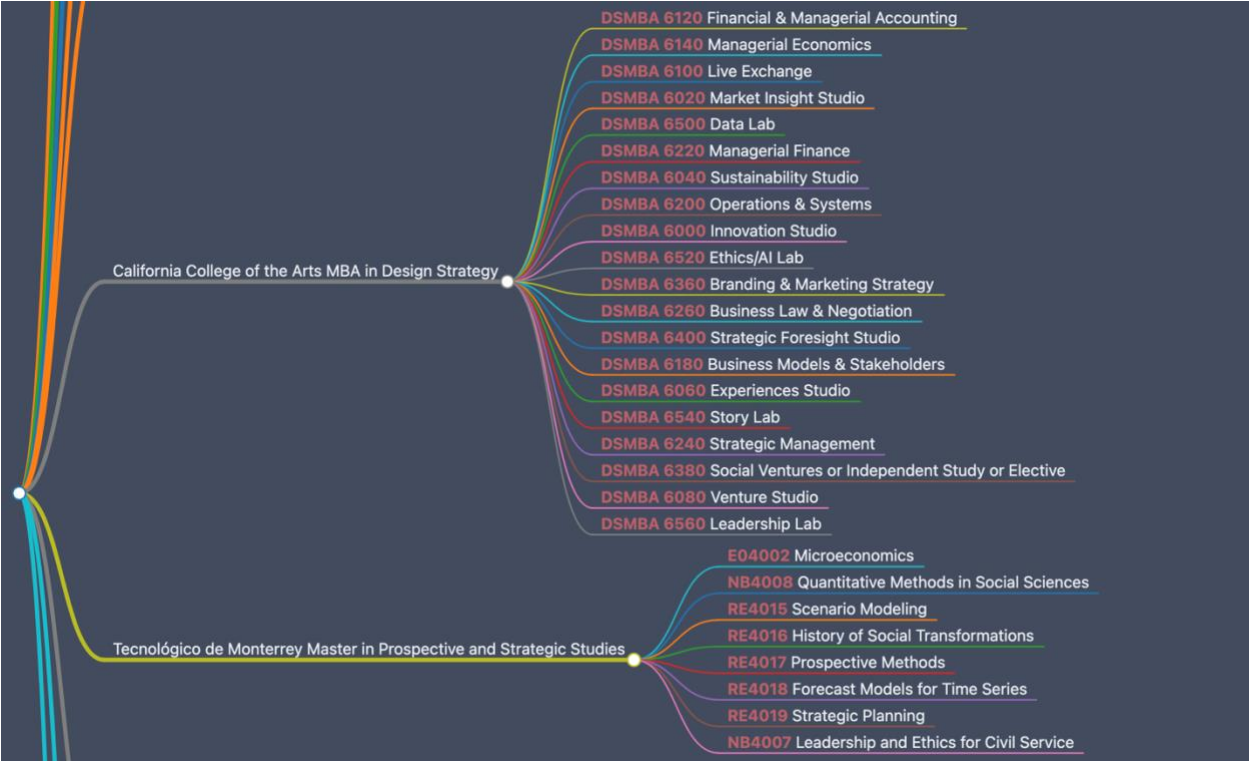 DSMBA 6120 Financial & Managerial Accounting
DSMBA 6140 Managerial Economics
DSMBA 6100 Live Exchange
DSMBA 6020 Market Insight Studio
DSMBA 6500 Data Lab
DSMBA 6220 Managerial Finance
DSMBA 6040 Sustainability Studio
DSMBA 6200 Operations & Systems
DSMBA 6000 Innovation Studio
DSMBA 6520 Ethics/AI Lab
California College of the Arts MBA in Design Strategy
DSMBA 6360 Branding & Marketing Strategy
DSMBA 6260 Business Law & Negotiation
DSMBA 6400 Strategic Foresight Studio
DSMBA 6180 Business Models & Stakeholders
DSMBA 6060 Experiences Studio
DSMBA 6540 Story Lab
DSMBA 6240 Strategic Management
DSMBA 6380 Social Ventures or Independent Study or Elective
DSMBA 6080 Venture Studio
DSMBA 6560 Leadership Lab
E04002 Microeconomics
NB4008 Quantitative Methods in Social Sciences
RE4015 Scenario Modeling
RE4016 History of Social Transformations
Tecnológico de Monterrey Master in Prospective and Strategic Studies
RE4017 Prospective Methods
RE4018 Forecast Models for Time Series
RE4019 Strategic Planning
NB4007 Leadership and Ethics for Civil Service